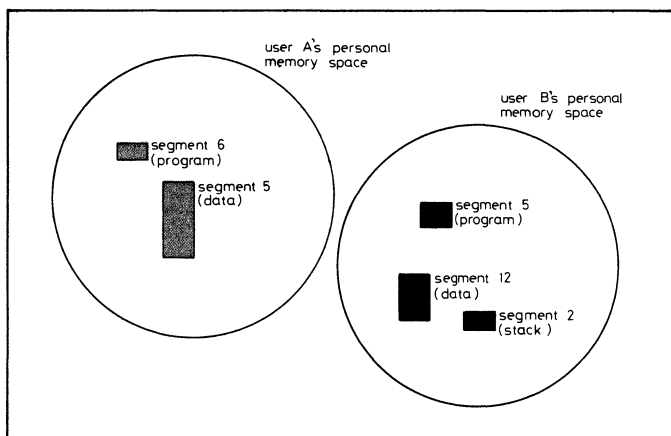 user A's personal
memory space
user B's personal
memory space
segment 6
(program)
segment 5
(data)
segment 5
(program)
segment 12
(data)
segment 2
(stack)